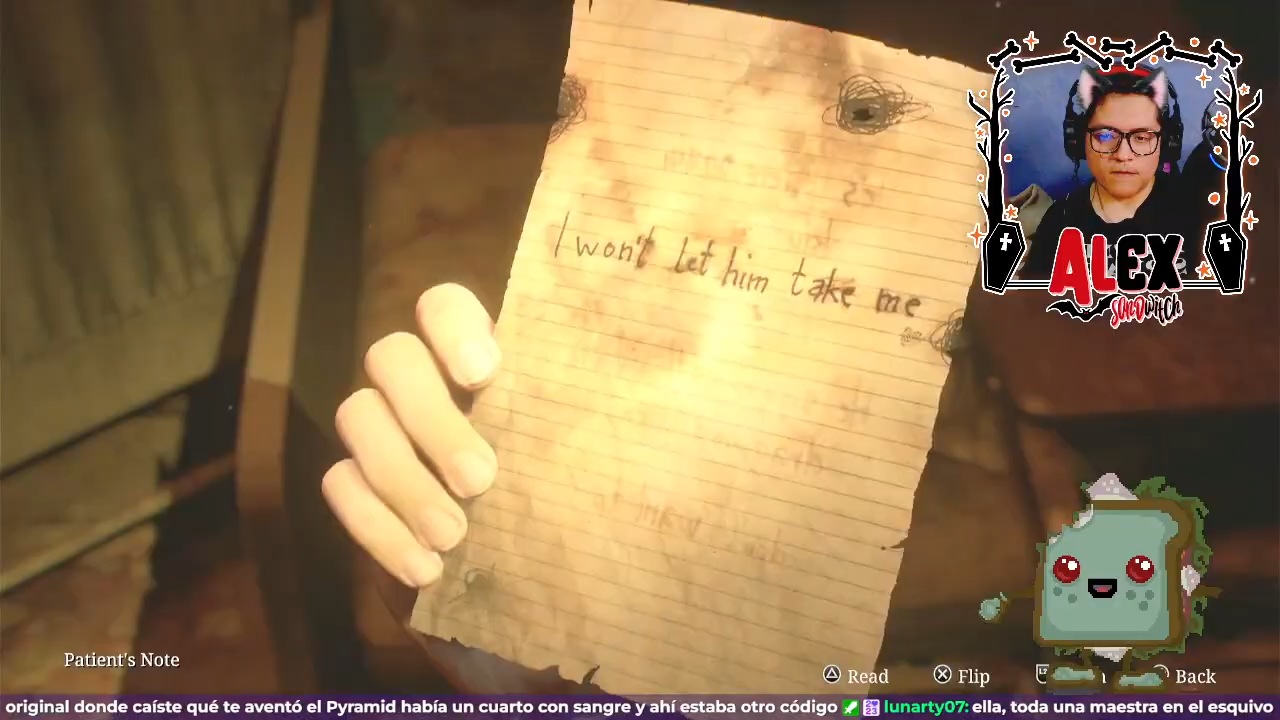 I won't let him take me
ALEX
SANDWitCh
Patient's Note
Read
Flip
Back
original donde caíste qué te aventó el Pyramid había un cuarto con sangre y ahí estaba otro código lunarty07: ella, toda una maestra en el esquivo